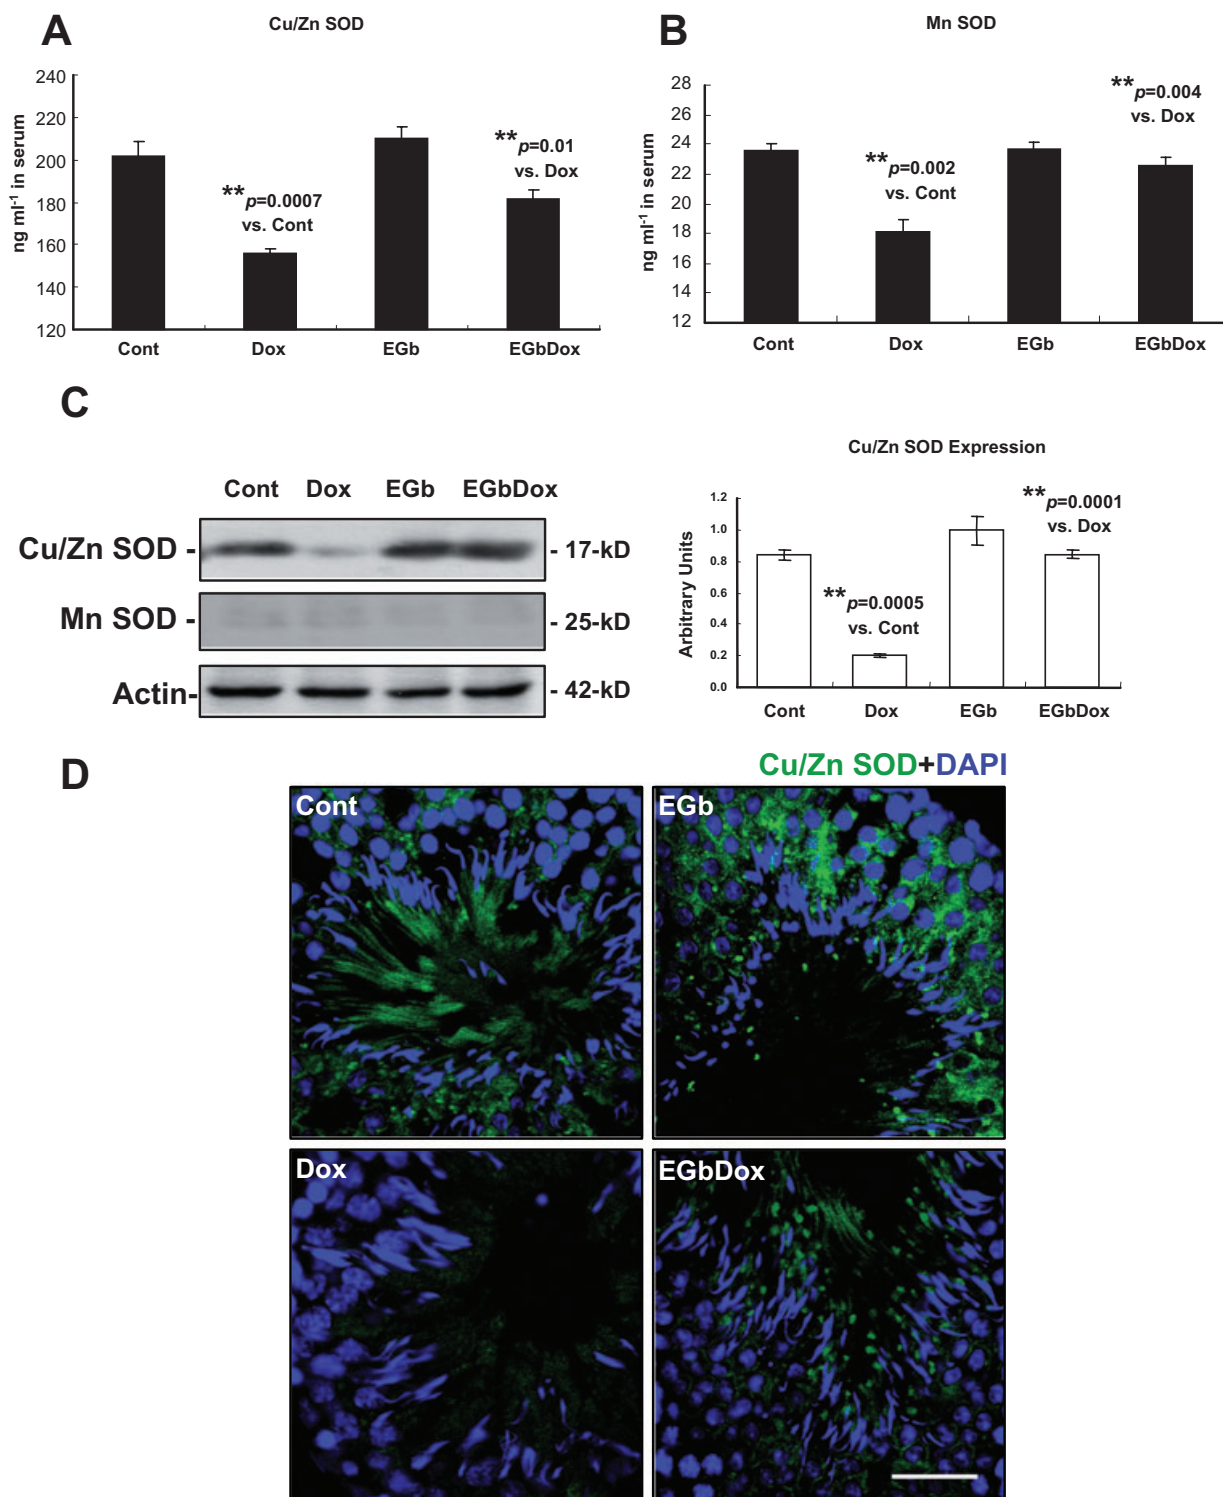 A
Cu/Zn SOD
ng ml⁻¹ in serum
240
220
200
180
160
140
120
**p=0.0007
vs. Cont
**p=0.01
vs. Dox
Cont Dox EGb EGbDox
B
Mn SOD
ng ml⁻¹ in serum
28
26
24
22
20
18
16
14
12
**p=0.002
vs. Cont
**p=0.004
vs. Dox
Cont Dox EGb EGbDox
C
Cont Dox EGb EGbDox
Cu/Zn SOD - - 17-kD
Mn SOD - - 25-kD
Actin- - 42-kD
Cu/Zn SOD Expression
Arbitrary Units
1.2
1.0
0.8
0.6
0.4
0.2
0.0
**p=0.0005
vs. Cont
**p=0.0001
vs. Dox
Cont Dox EGb EGbDox
D
Cu/Zn SOD+DAPI
Cont
EGb
Dox
EGbDox